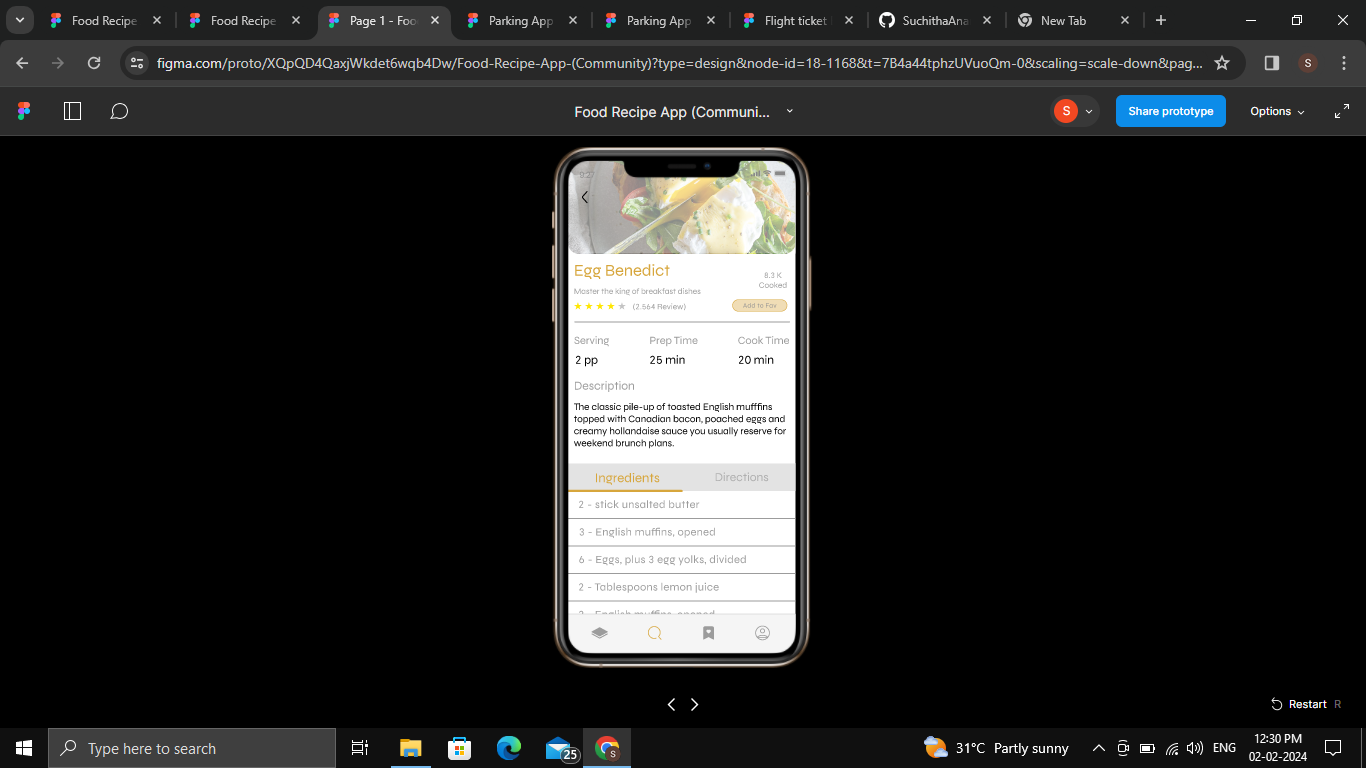 Food Recipe
Food Recipe
Page 1 - Foo
Parking App
Parking App
Flight ticket
SuchithaAna
New Tab
figma.com/proto/XQpQD4QaxjWkdet6wqb4Dw/Food-Recipe-App-(Community)?type=design&node-id=18-1168&t=7B4a44tphzUVuoQm-0&scaling=scale-down&pag...
S
Food Recipe App (Communi...
S
Share prototype
Options
9:27
Egg Benedict
8.3 K
Cooked
Master the king of breakfast dishes
(2.564 Review)
Add to Fav
Serving
Prep Time
Cook Time
2 pp
25 min
20 min
Description
The classic pile-up of toasted English mufffins
topped with Canadian bacon, poached eggs and
creamy hollandaise sauce you usually reserve for
weekend brunch plans.
Ingredients
Directions
2 - stick unsalted butter
3 - English muffins, opened
6 - Eggs, plus 3 egg yolks, divided
2 - Tablespoons lemon juice
3 - English muffins, opened
Restart R
Type here to search
25
S
31°C Partly sunny
ENG
12:30 PM
02-02-2024